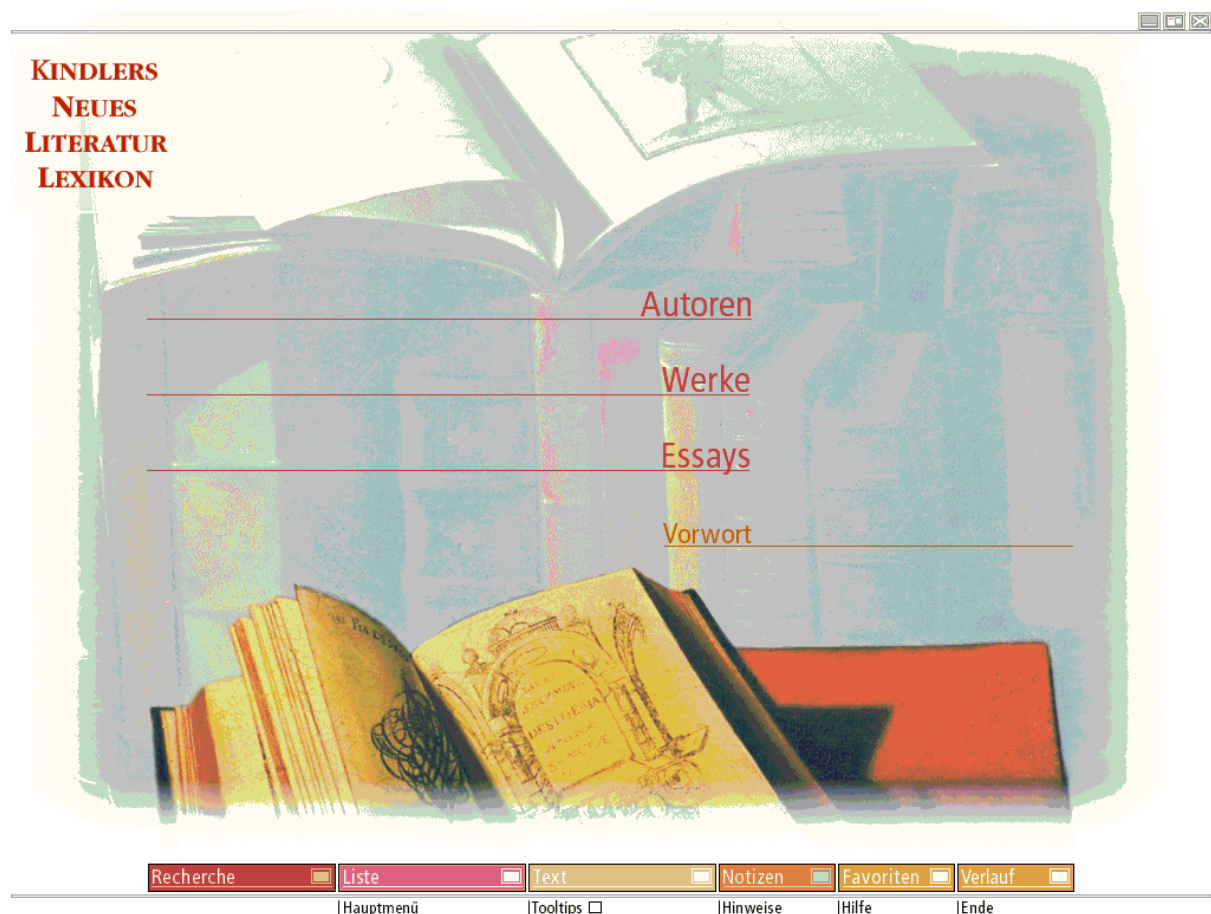 KINDLERS
NEUES
LITERATUR
LEXIKON
Autoren
Werke
Essays
Vorwort
Recherche
Liste
Text
Notizen
Favoriten
Verlauf
|Hauptmenü
|Tooltips
|Hinweise
|Hilfe
|Ende